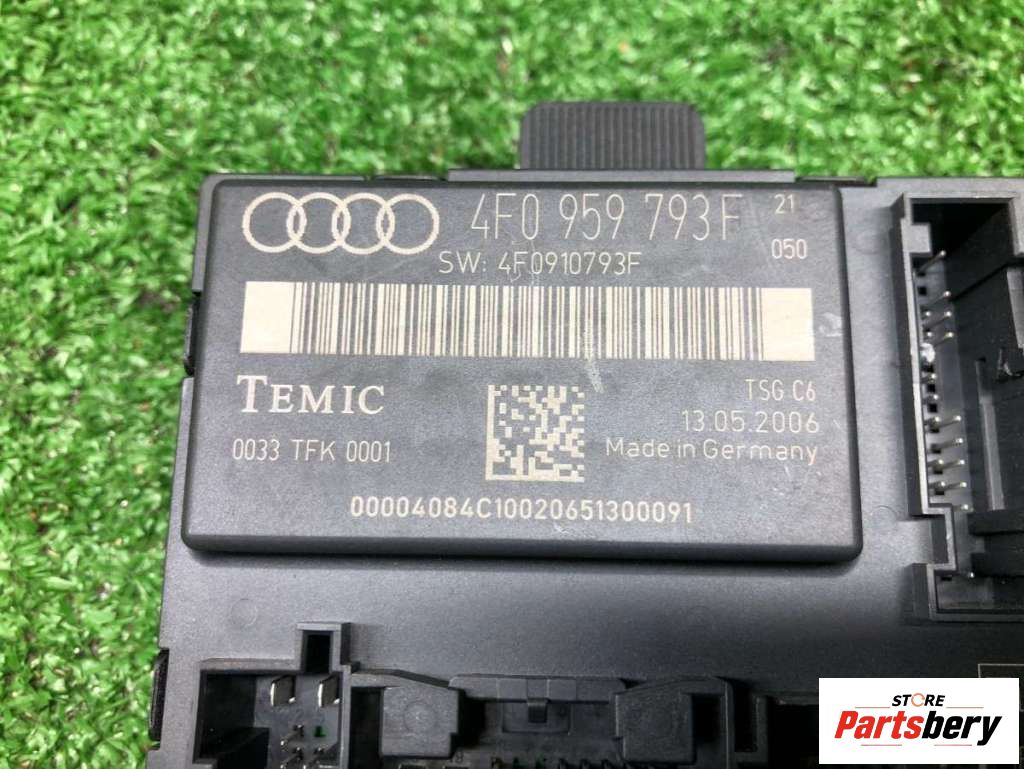 4F0 959 793 F 21
050
SW: 4F0910793F
TEMIC
TSG C6
13.05.2006
0033 TFK 0001
Made in Germany
00004084C10020651300091
STORE
Partsbery